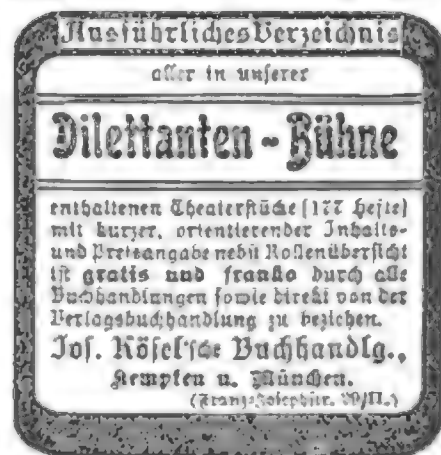 Ausführliches Verzeichnis
aller in unserer
Dilettanten-Bühne
enthaltenen Theaterstücke (177 Hefte)
mit kurzer, orientierender Inhalts-
und Preisangabe nebst Rollenübersicht
ist gratis und franko durch alle
Buchhandlungen sowie direkt von der
Verlagsbuchhandlung zu beziehen.
Jos. Kösel'sche Buchhandlg.,
Kempten u. München.
(Franz-Josephstr.